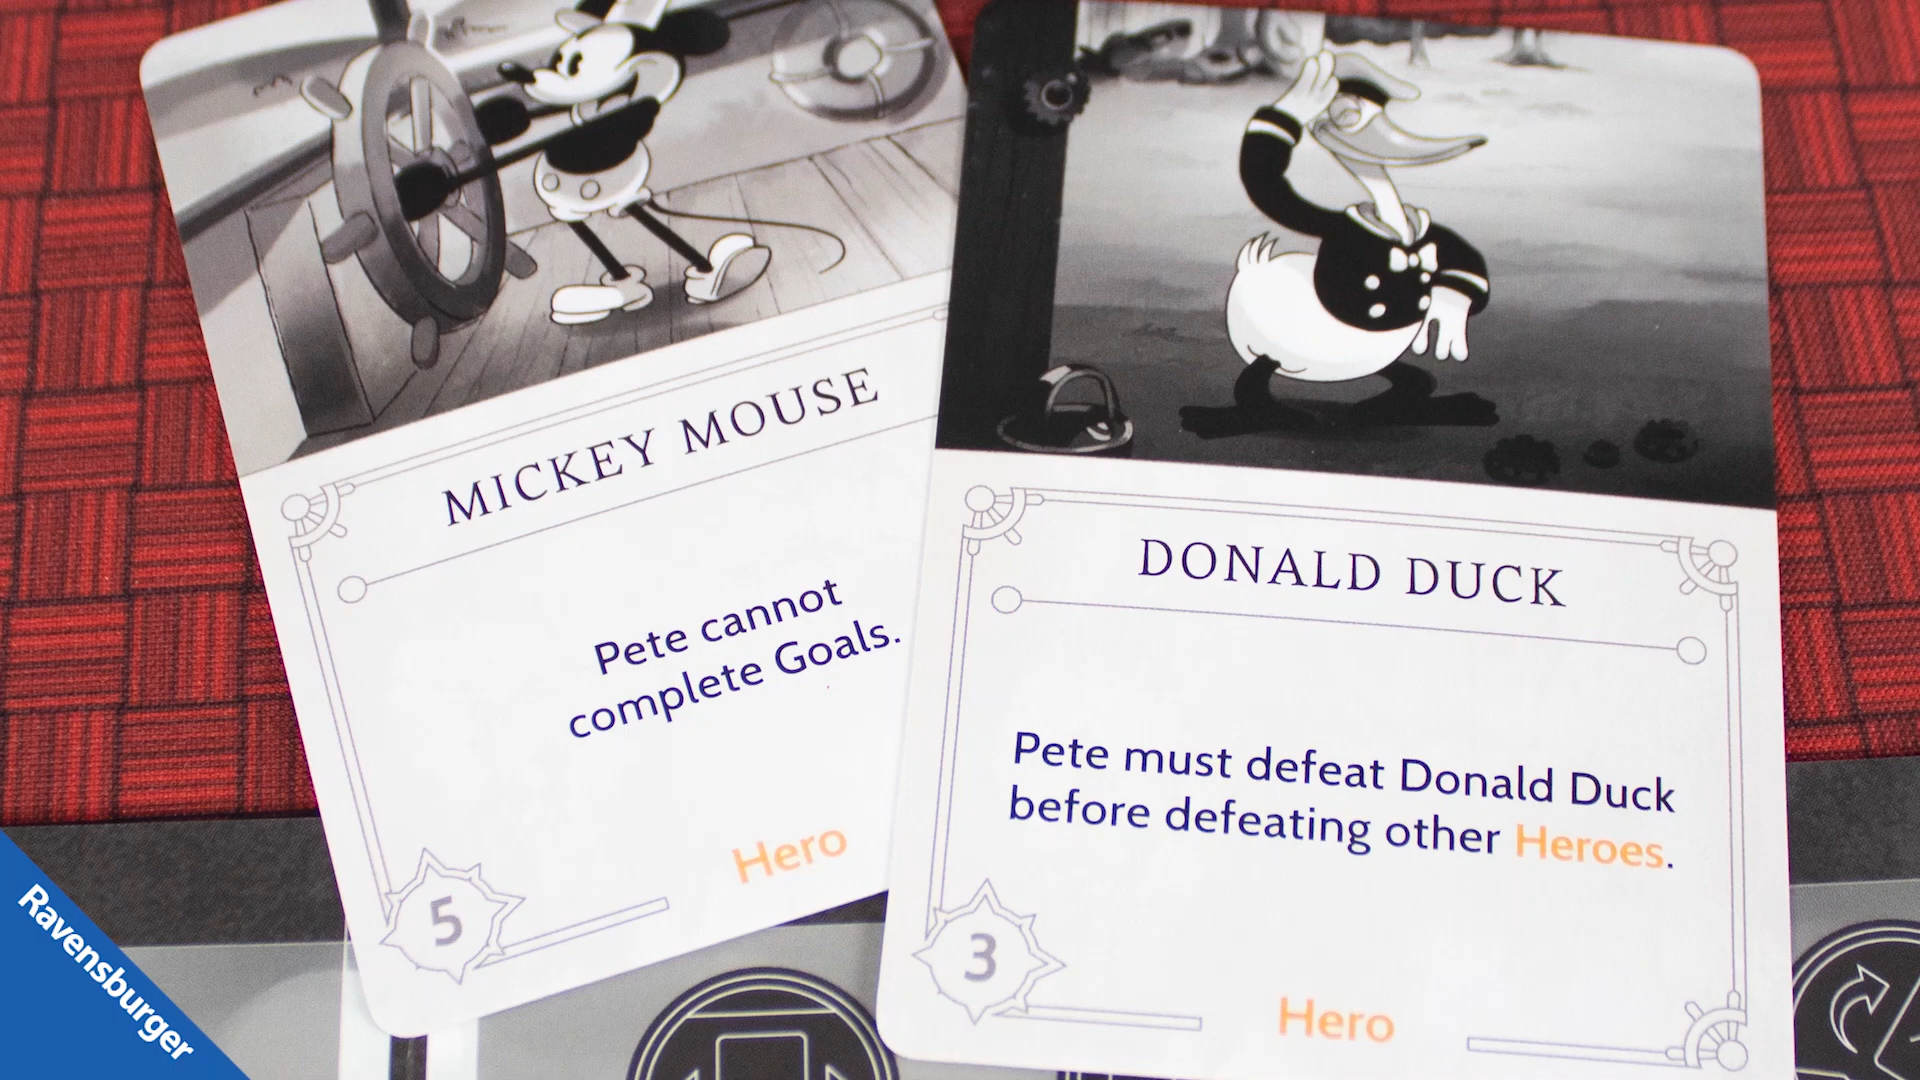 MICKEY MOUSE
Pete cannot
complete Goals.
5
Hero
DONALD DUCK
Pete must defeat Donald Duck
before defeating other Heroes.
3
Hero
Ravensburger